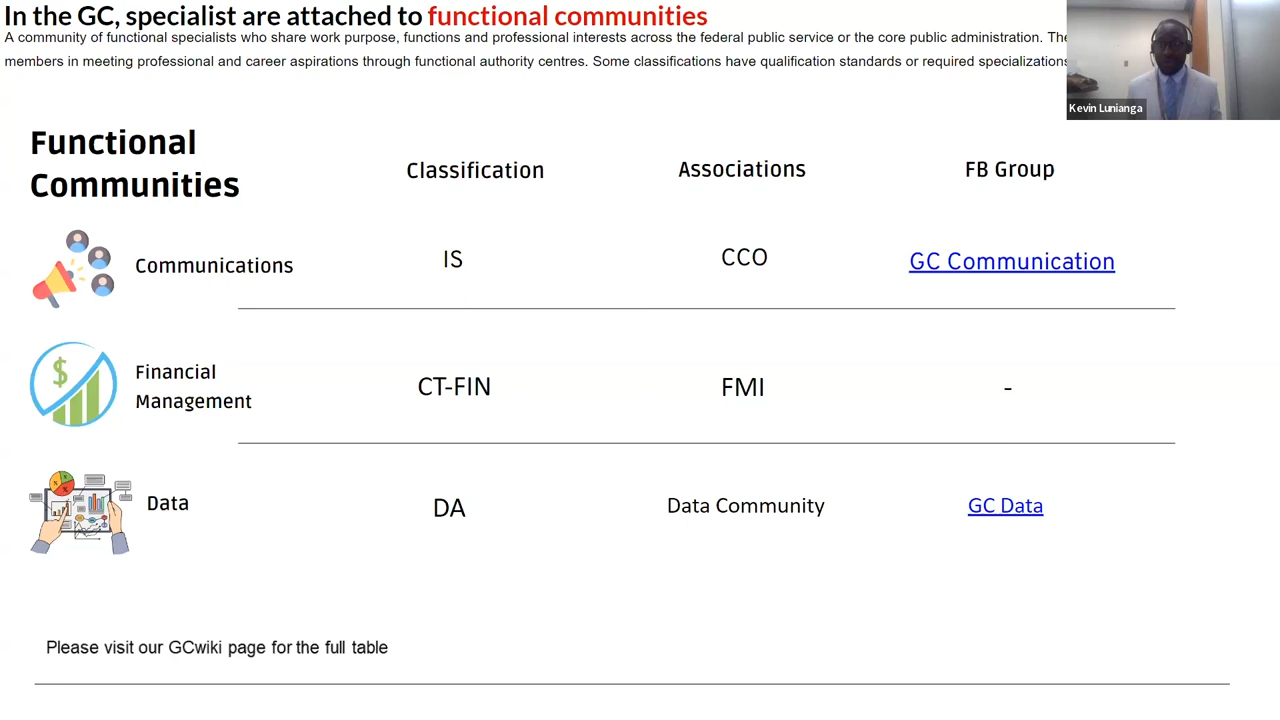 In the GC, specialist are attached to functional communities
A community of functional specialists who share work purpose, functions and professional interests across the federal public service or the core public administration. The
members in meeting professional and career aspirations through functional authority centres. Some classifications have qualification standards or required specializations
Kevin Lunianga
Functional
Communities
Classification
Associations
FB Group
Communications
IS
CCO
GC Communication
Financial
Management
CT-FIN
FMI
-
Data
DA
Data Community
GC Data
Please visit our GCwiki page for the full table